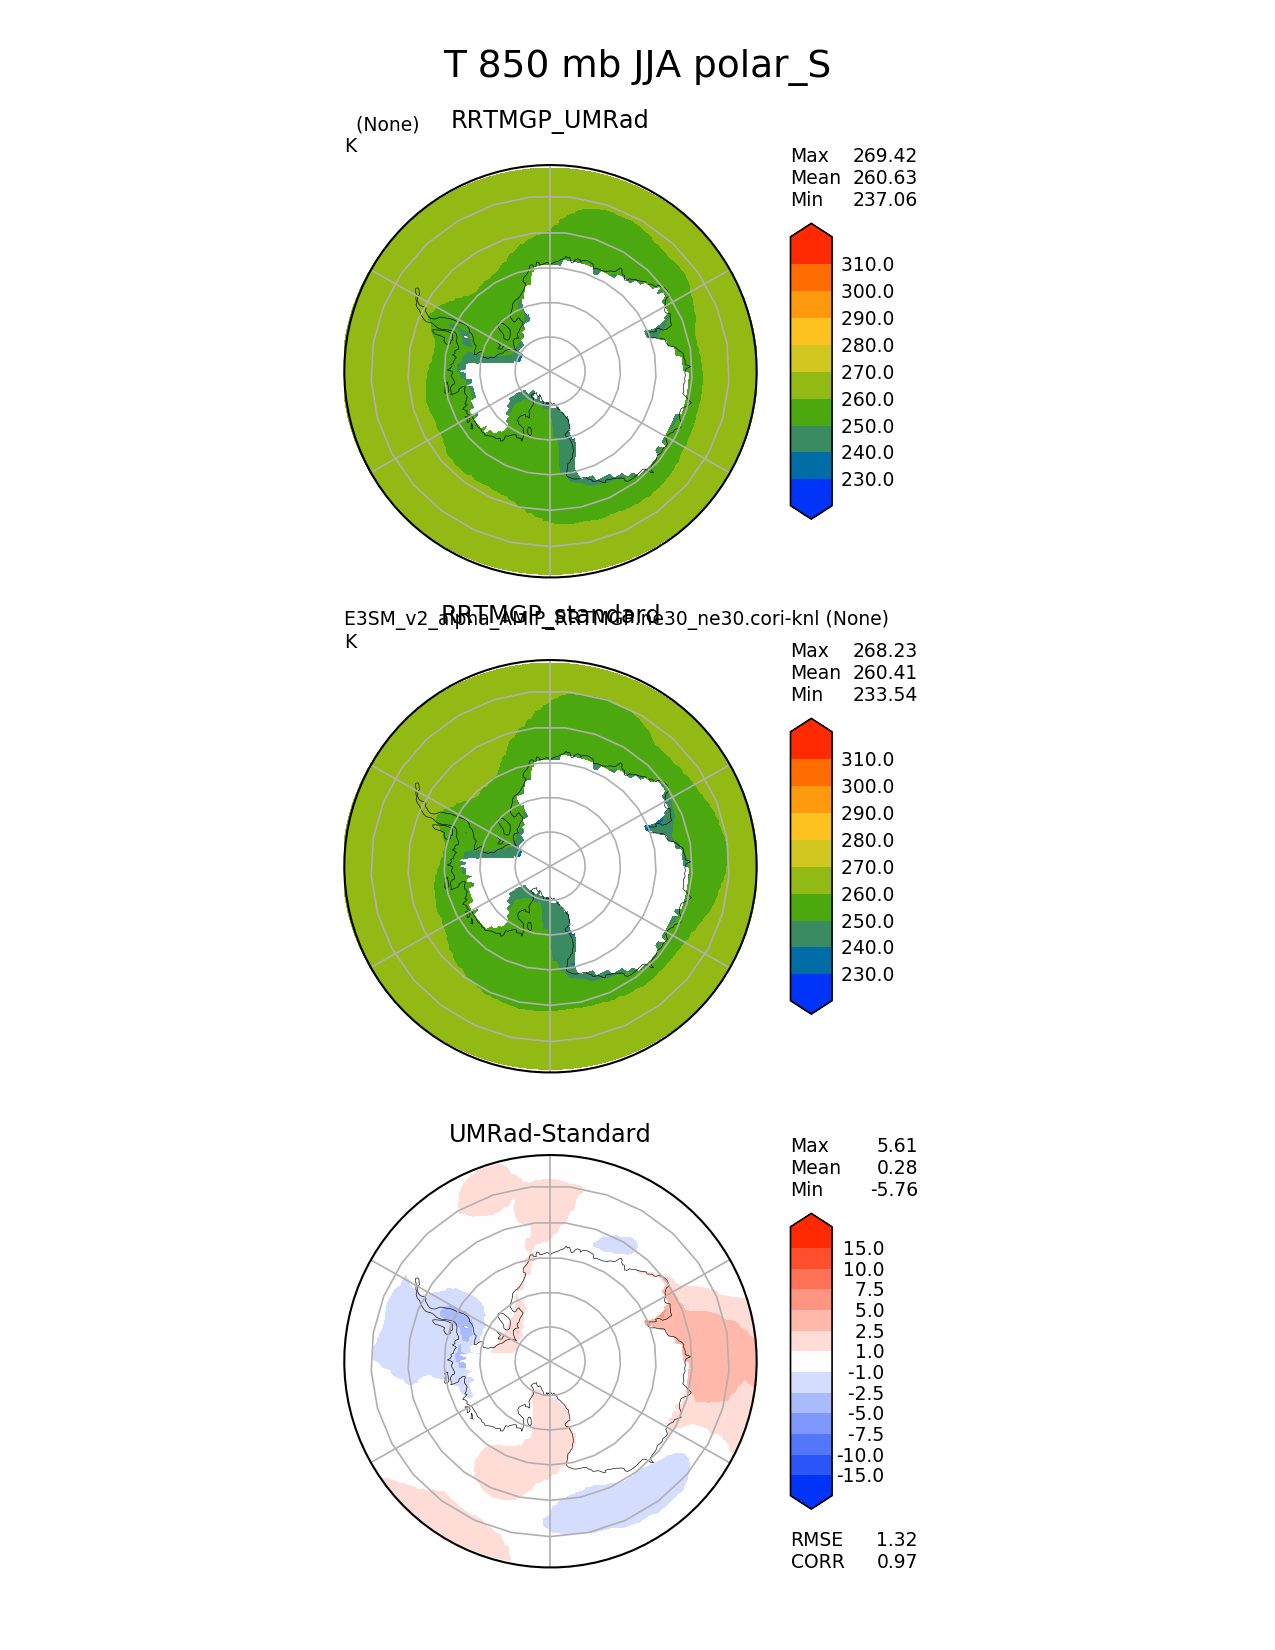 T 850 mb JJA polar_S
(None)
RRTMGP_UMRad
K
Max 269.42
Mean 260.63
Min 237.06
310.0
300.0
290.0
280.0
270.0
260.0
250.0
240.0
230.0
RRTMGP_standard
E3SM_v2_alpha_AMIP_RRTMGP.ne30_ne30.cori-knl (None)
K
Max 268.23
Mean 260.41
Min 233.54
310.0
300.0
290.0
280.0
270.0
260.0
250.0
240.0
230.0
UMRad-Standard
Max 5.61
Mean 0.28
Min -5.76
15.0
10.0
7.5
5.0
2.5
1.0
-1.0
-2.5
-5.0
-7.5
-10.0
-15.0
RMSE 1.32
CORR 0.97